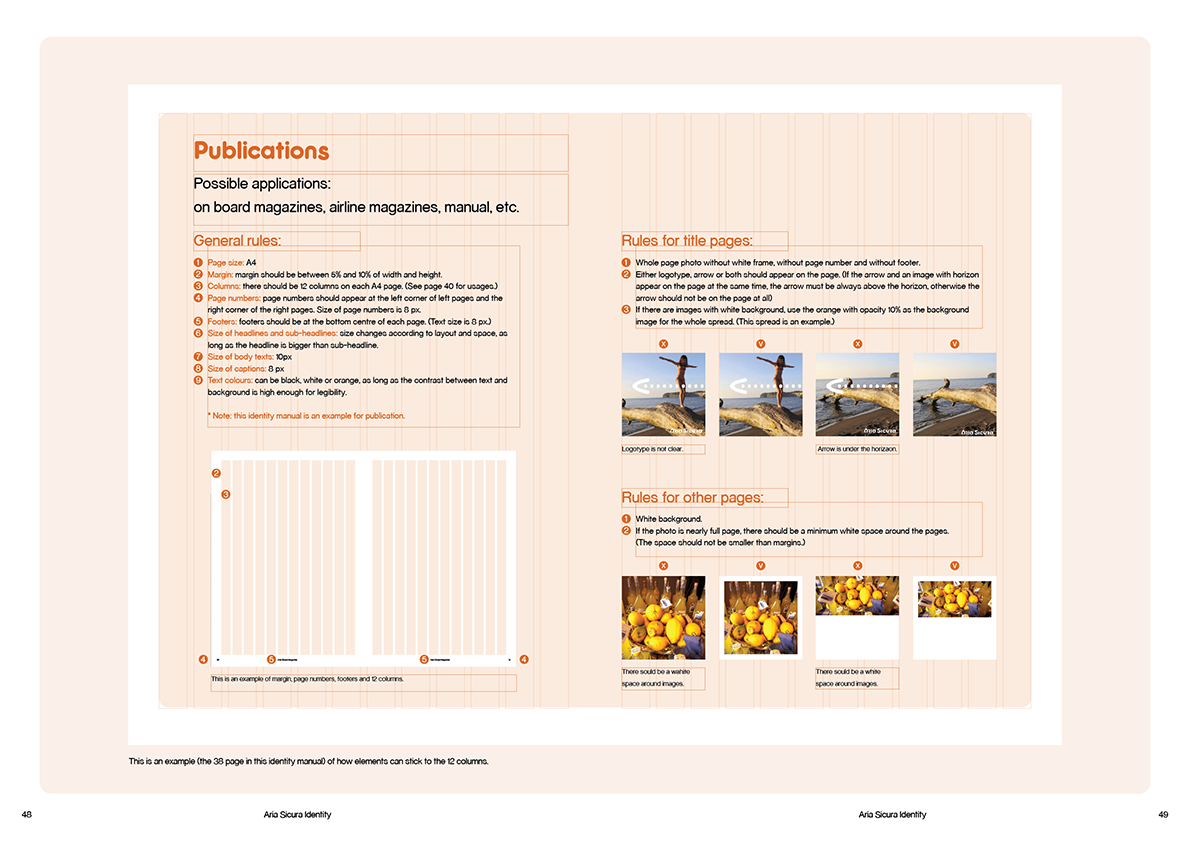 Publications
Possible applications:
on board magazines, airline magazines, manual, etc.
General rules:
1 Page size: A4
2 Margin: margin should be between 5% and 10% of width and height.
3 Columns: there should be 12 columns on each A4 page. (See page 40 for usages.)
4 Page numbers: page numbers should appear at the left corner of left pages and the
right corner of the right pages. Size of page numbers is 8 px.
5 Footers: footers should be at the bottom centre of each page. (Text size is 8 px.)
6 Size of headlines and sub-headlines: size changes according to layout and space, as
long as the headline is bigger than sub-headline.
7 Size of body texts: 10px
8 Size of captions: 8 px
9 Text colours: can be black, white or orange, as long as the contrast between text and
background is high enough for legibility.
* Note: this identity manual is an example for publication.
2
3
4
5
5
4
This is an example of margin, page numbers, footers and 12 columns.
Rules for title pages:
1 Whole page photo without white frame, without page number and without footer.
2 Either logotype, arrow or both should appear on the page. (If the arrow and an image with horizon
appear on the page at the same time, the arrow must be always above the horizon, otherwise the
arrow should not be on the page at all)
3 If there are images with white background, use the orange with opacity 10% as the background
image for the whole spread. (This spread is an example.)
X V X V
Aria Sicura
Aria Sicura
Aria Sicura
Logotype is not clear.
Arrow is under the horizaon.
Rules for other pages:
1 White background.
2 If the photo is nearly full page, there should be a minimum white space around the pages.
(The space should not be smaller than margins.)
X V X V
There sould be a wahite
space around images.
There sould be a white
space around images.
This is an example (the 38 page in this identity manual) of how elements can stick to the 12 columns.
48
Aria Sicura Identity
Aria Sicura Identity
49